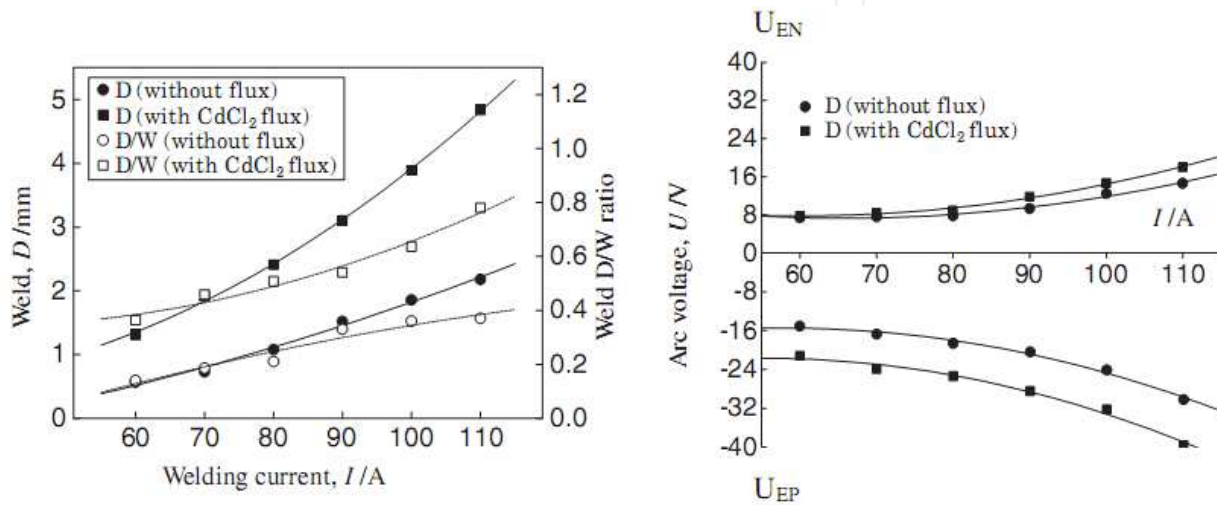 5
4
3
2
1
0
D (without flux)
D (with CdCl₂ flux)
D/W (without flux)
D/W (with CdCl₂ flux)
1.2
1.0
0.8
0.6
0.4
0.2
0.0
Weld, D /mm
Weld D/W ratio
60 70 80 90 100 110
Welding current, I /A
U_EN
40
32
24
16
8
0
-8
-16
-24
-32
-40
D (without flux)
D (with CdCl₂ flux)
Arc voltage, U /V
I /A
60 70 80 90 100 110
U_EP